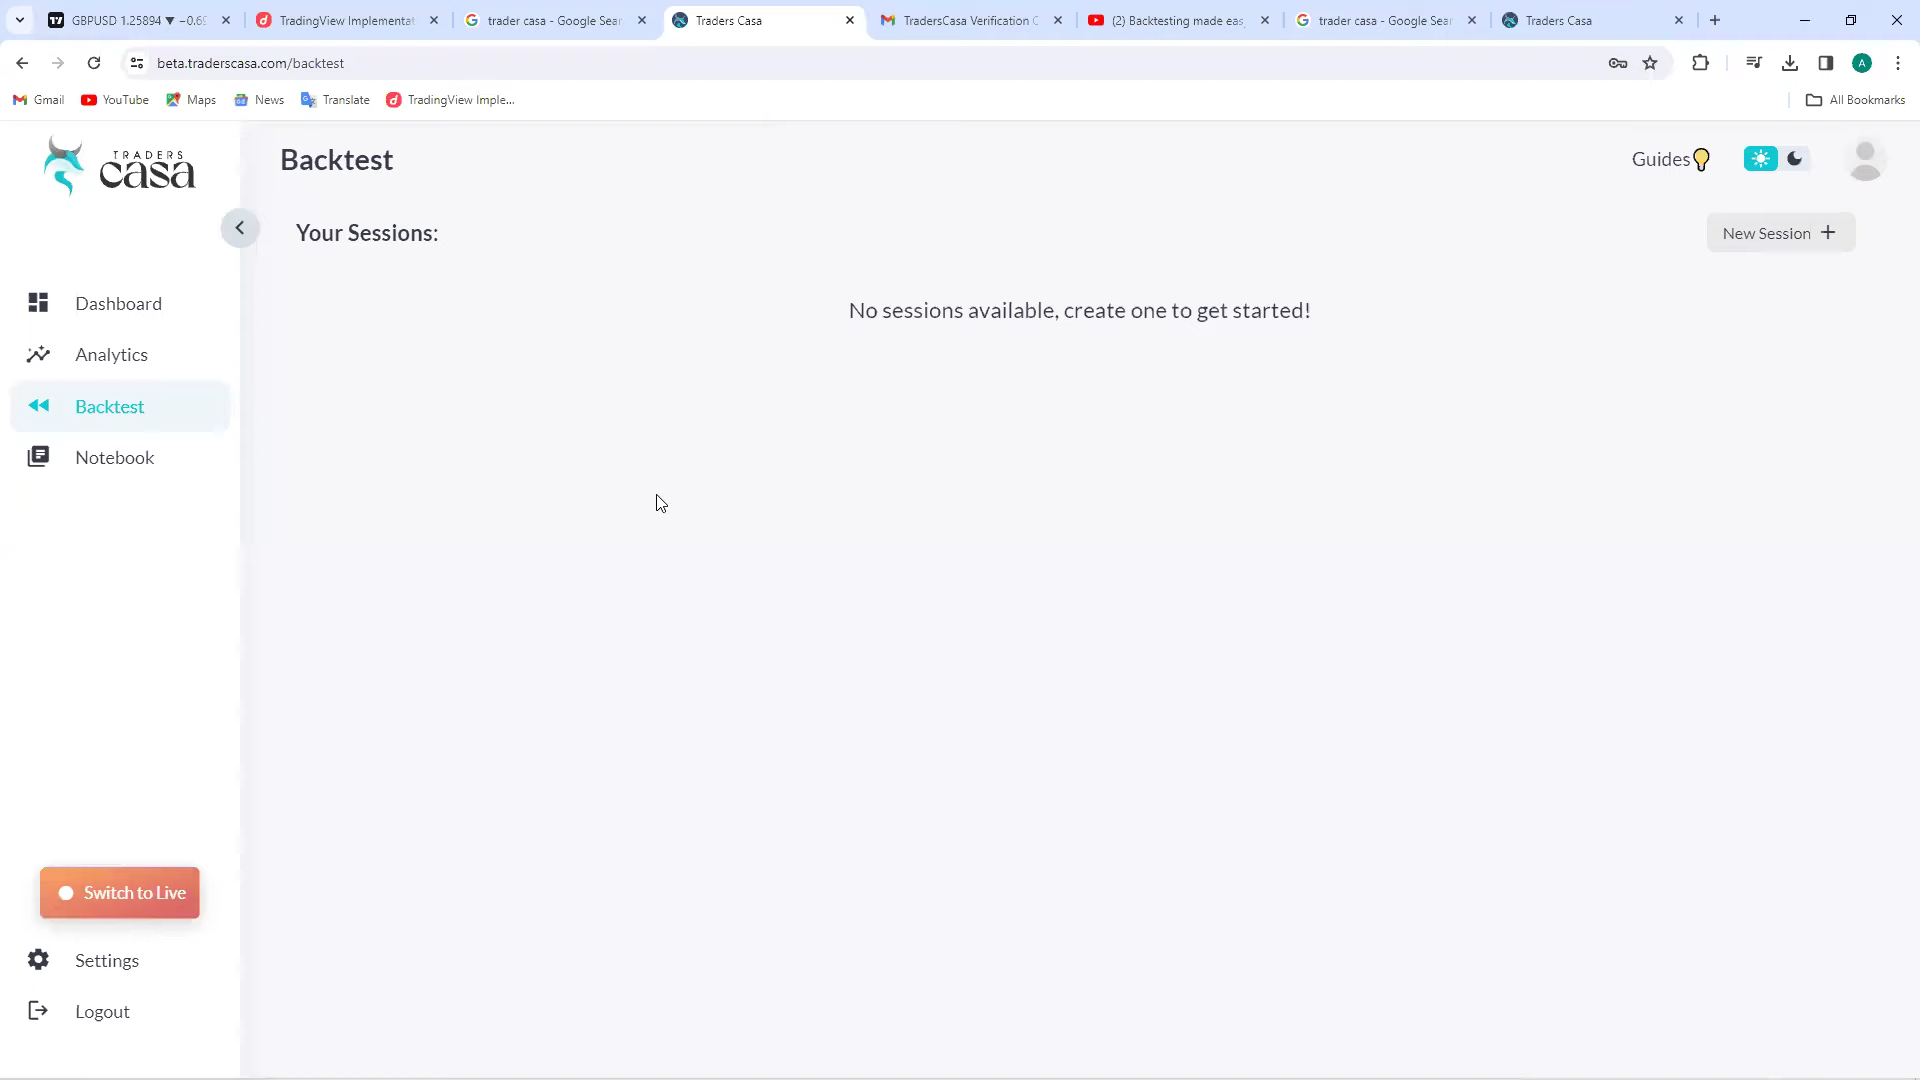 GBPUSD 1.25894 ▼ −0.69
TradingView Implementat
trader casa - Google Sear
Traders Casa
TradersCasa Verification C
(2) Backtesting made eas
trader casa - Google Sear
Traders Casa
beta.traderscasa.com/backtest
A
Gmail
YouTube
Maps
News
Translate
TradingView Imple...
All Bookmarks
TRADERS
casa
Backtest
Guides
Your Sessions:
New Session +
No sessions available, create one to get started!
Dashboard
Analytics
Backtest
Notebook
Switch to Live
Settings
Logout